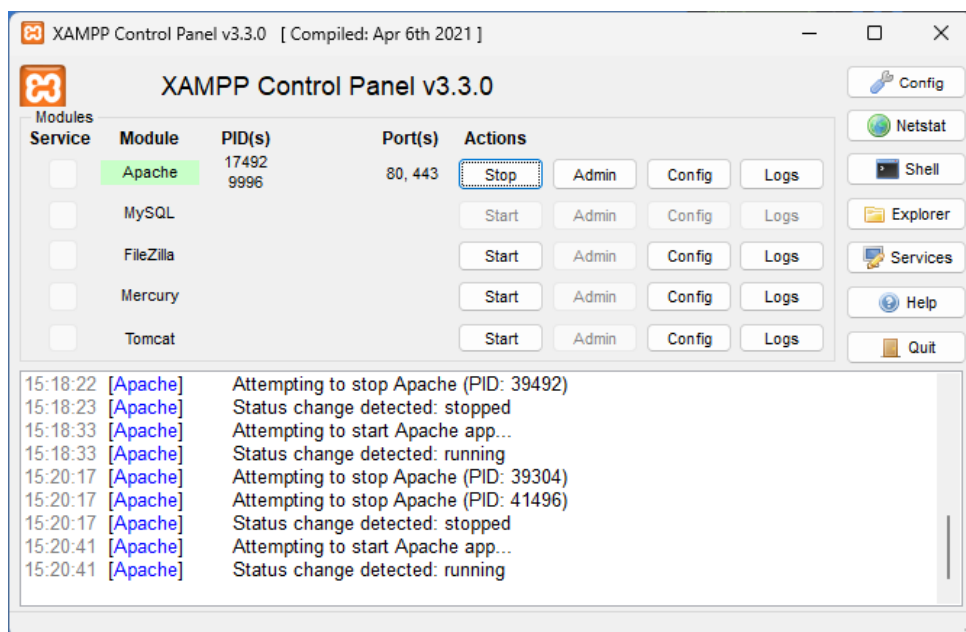 XAMPP Control Panel v3.3.0 [ Compiled: Apr 6th 2021 ]
XAMPP Control Panel v3.3.0
Config
Modules
Service Module PID(s) Port(s) Actions
Netstat
Apache 17492 9996 80, 443 Stop Admin Config Logs
Shell
MySQL Start Admin Config Logs
Explorer
FileZilla Start Admin Config Logs
Services
Mercury Start Admin Config Logs
Help
Tomcat Start Admin Config Logs
Quit
15:18:22 [Apache] Attempting to stop Apache (PID: 39492)
15:18:23 [Apache] Status change detected: stopped
15:18:33 [Apache] Attempting to start Apache app...
15:18:33 [Apache] Status change detected: running
15:20:17 [Apache] Attempting to stop Apache (PID: 39304)
15:20:17 [Apache] Attempting to stop Apache (PID: 41496)
15:20:17 [Apache] Status change detected: stopped
15:20:41 [Apache] Attempting to start Apache app...
15:20:41 [Apache] Status change detected: running